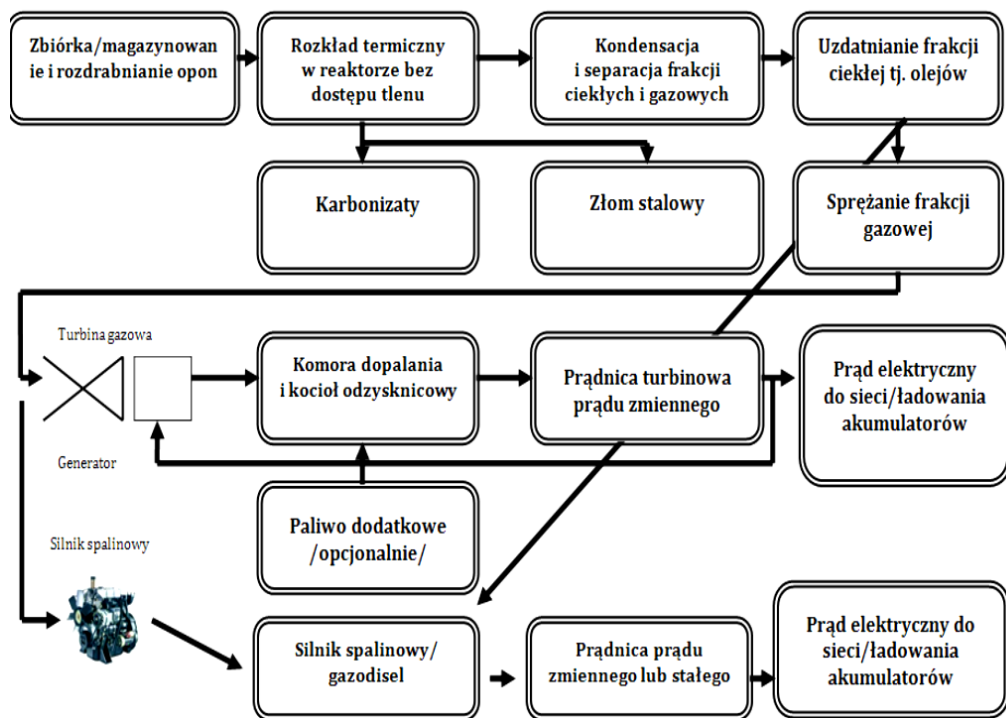 Zbiórka/magazynowan
ie i rozdrabnianie opon
Rozkład termiczny
w reaktorze bez
dostępu tlenu
Kondensacja
i separacja frakcji
ciekłych i gazowych
Uzdatnianie frakcji
ciekłej tj. olejów
Karbonizaty
Złom stalowy
Sprężanie frakcji
gazowej
Turbina gazowa
Generator
Komora dopalania
i kocioł odzysknicowy
Prądnica turbinowa
prądu zmiennego
Prąd elektryczny
do sieci/ładowania
akumulatorów
Paliwo dodatkowe
/opcjonalnie/
Silnik spalinowy
Silnik spalinowy/
gazodisel
Prądnica prądu
zmiennego lub stałego
Prąd elektryczny do
sieci/ładowania
akumulatorów